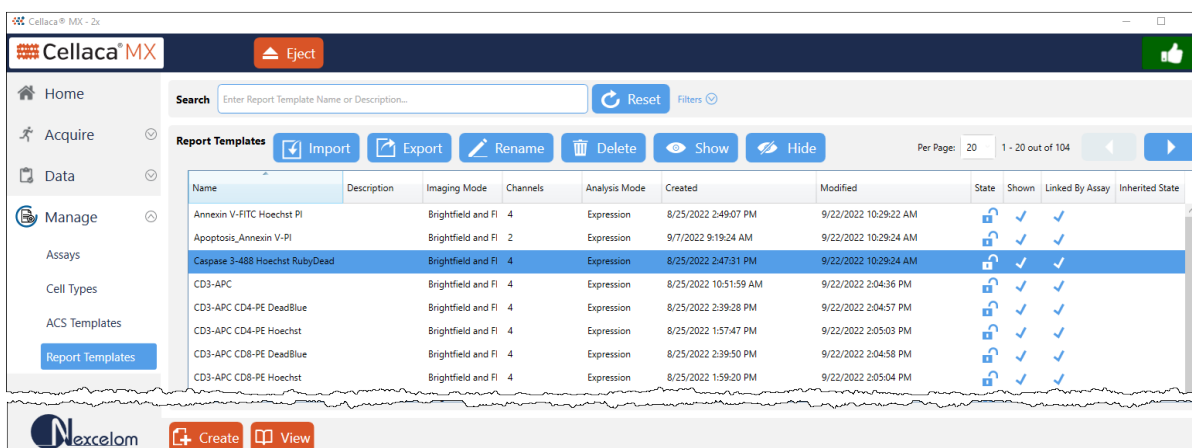 Cellaca® MX - 2x
Cellaca® MX
Eject
Home
Acquire
Data
Manage
Assays
Cell Types
ACS Templates
Report Templates
Search Enter Report Template Name or Description... Reset Filters
Report Templates Import Export Rename Delete Show Hide Per Page: 20 1 - 20 out of 104
Name Description Imaging Mode Channels Analysis Mode Created Modified State Shown Linked By Assay Inherited State
Annexin V-FITC Hoechst PI Brightfield and Fl 4 Expression 8/25/2022 2:49:07 PM 9/22/2022 10:29:22 AM
Apoptosis_Annexin V-PI Brightfield and Fl 2 Expression 9/7/2022 9:19:24 AM 9/22/2022 10:29:24 AM
Caspase 3-488 Hoechst RubyDead Brightfield and Fl 4 Expression 8/25/2022 2:47:31 PM 9/22/2022 10:29:24 AM
CD3-APC Brightfield and Fl 4 Expression 8/25/2022 10:51:59 AM 9/22/2022 2:04:36 PM
CD3-APC CD4-PE DeadBlue Brightfield and Fl 4 Expression 8/25/2022 2:39:28 PM 9/22/2022 2:04:57 PM
CD3-APC CD4-PE Hoechst Brightfield and Fl 4 Expression 8/25/2022 1:57:47 PM 9/22/2022 2:05:03 PM
CD3-APC CD8-PE DeadBlue Brightfield and Fl 4 Expression 8/25/2022 2:39:50 PM 9/22/2022 2:04:58 PM
CD3-APC CD8-PE Hoechst Brightfield and Fl 4 Expression 8/25/2022 1:59:20 PM 9/22/2022 2:05:04 PM
Nexcelom
Create View